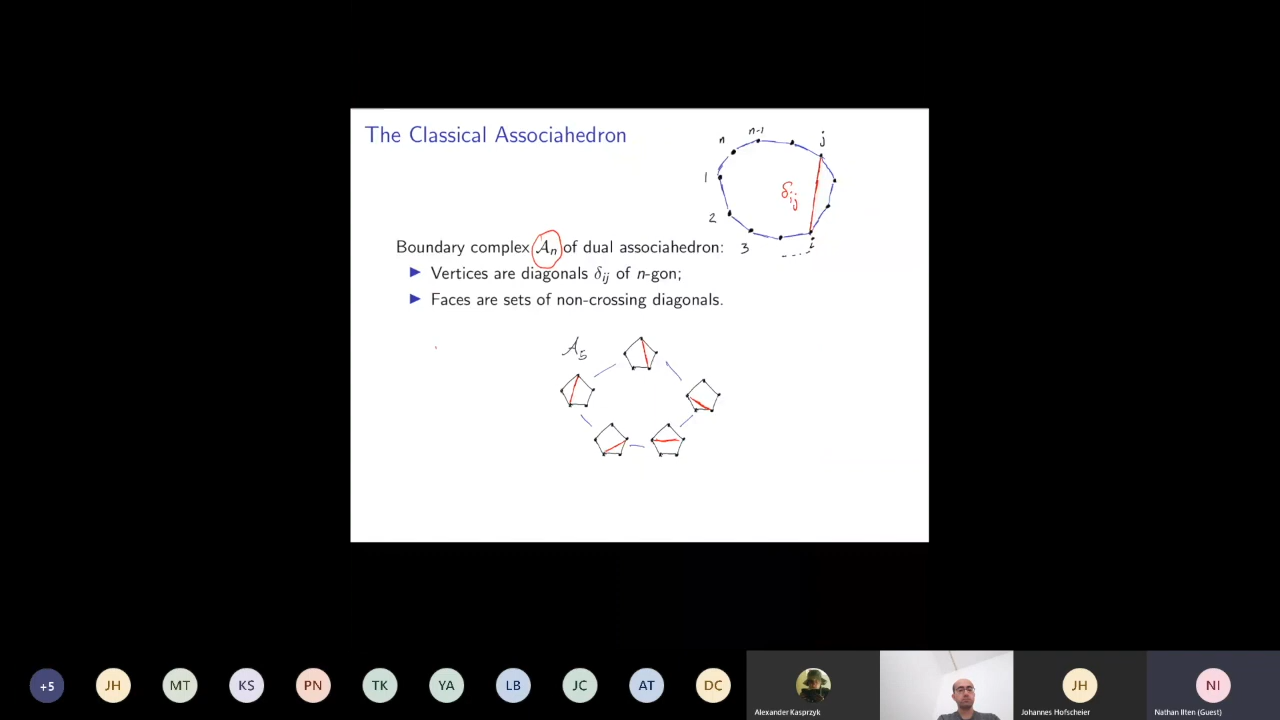 The Classical Associahedron
n n-1 j
1
δij
2
3 i
Boundary complex 𝒜n of dual associahedron:
▶ Vertices are diagonals δij of n-gon;
▶ Faces are sets of non-crossing diagonals.
𝒜5
+5 JH MT KS PN TK YA LB JC AT DC JH NI
Alexander Kasprzyk Johannes Hofscheier Nathan Ilten (Guest)